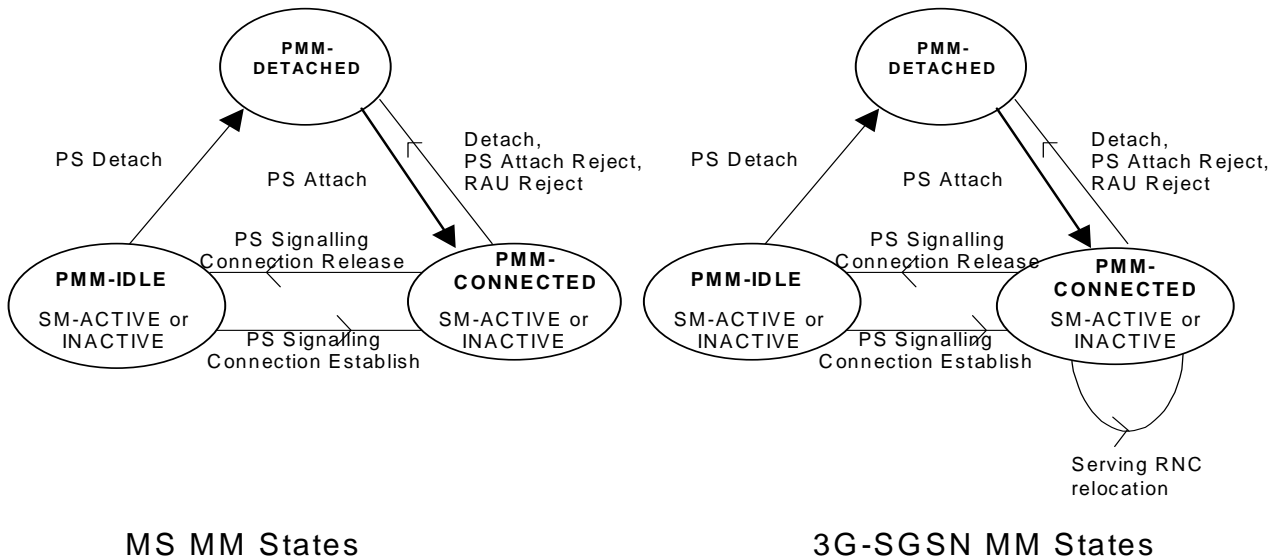 PMM-
DETACHED
PS Detach
PS Attach
Detach,
PS Attach Reject,
RAU Reject
PS Signalling
Connection Release
PMM-IDLE
SM-ACTIVE or
INACTIVE
PMM-
CONNECTED
SM-ACTIVE or
INACTIVE
PS Signalling
Connection Establish
MS MM States
PMM-
DETACHED
PS Detach
PS Attach
Detach,
PS Attach Reject,
RAU Reject
PS Signalling
Connection Release
PMM-IDLE
SM-ACTIVE or
INACTIVE
PMM-
CONNECTED
SM-ACTIVE or
INACTIVE
PS Signalling
Connection Establish
Serving RNC
relocation
3G-SGSN MM States